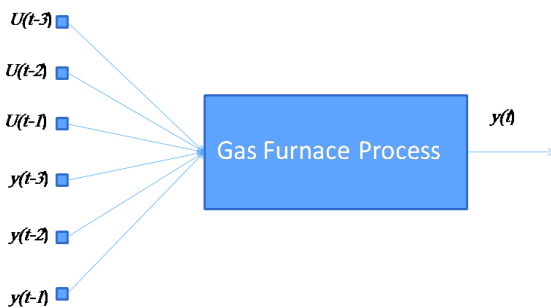 U(t-3)
U(t-2)
U(t-1)
y(t-3)
y(t-2)
y(t-1)
Gas Furnace Process
y(t)